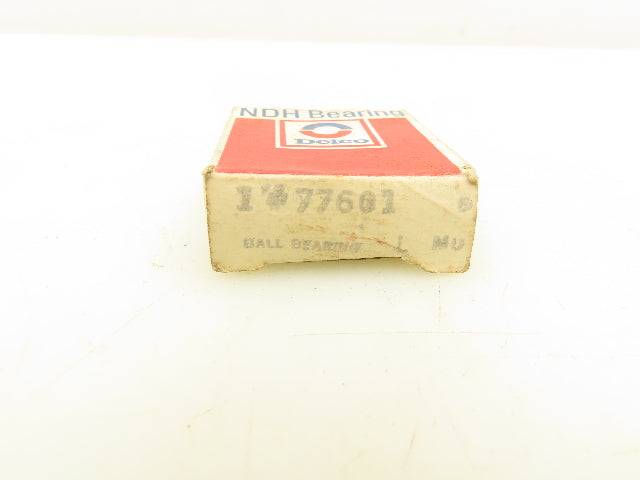 NDH Bearing
Delco
1 77601
BALL BEARING MU